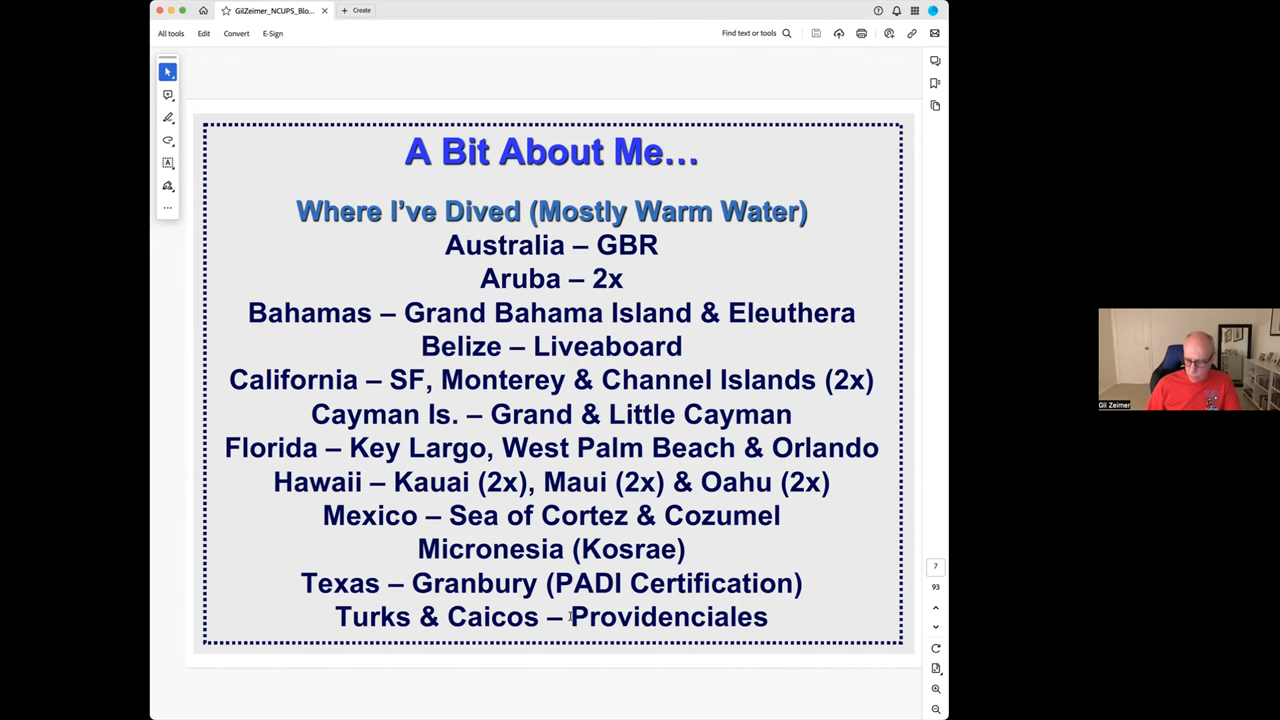 GilZeimer_NCUPS_Blo...
Create
All tools
Edit
Convert
E-Sign
Find text or tools
A Bit About Me…
Where I’ve Dived (Mostly Warm Water)
Australia – GBR
Aruba – 2x
Bahamas – Grand Bahama Island & Eleuthera
Belize – Liveaboard
California – SF, Monterey & Channel Islands (2x)
Cayman Is. – Grand & Little Cayman
Florida – Key Largo, West Palm Beach & Orlando
Hawaii – Kauai (2x), Maui (2x) & Oahu (2x)
Mexico – Sea of Cortez & Cozumel
Micronesia (Kosrae)
Texas – Granbury (PADI Certification)
Turks & Caicos – Providenciales
7
93
Gil Zeimer